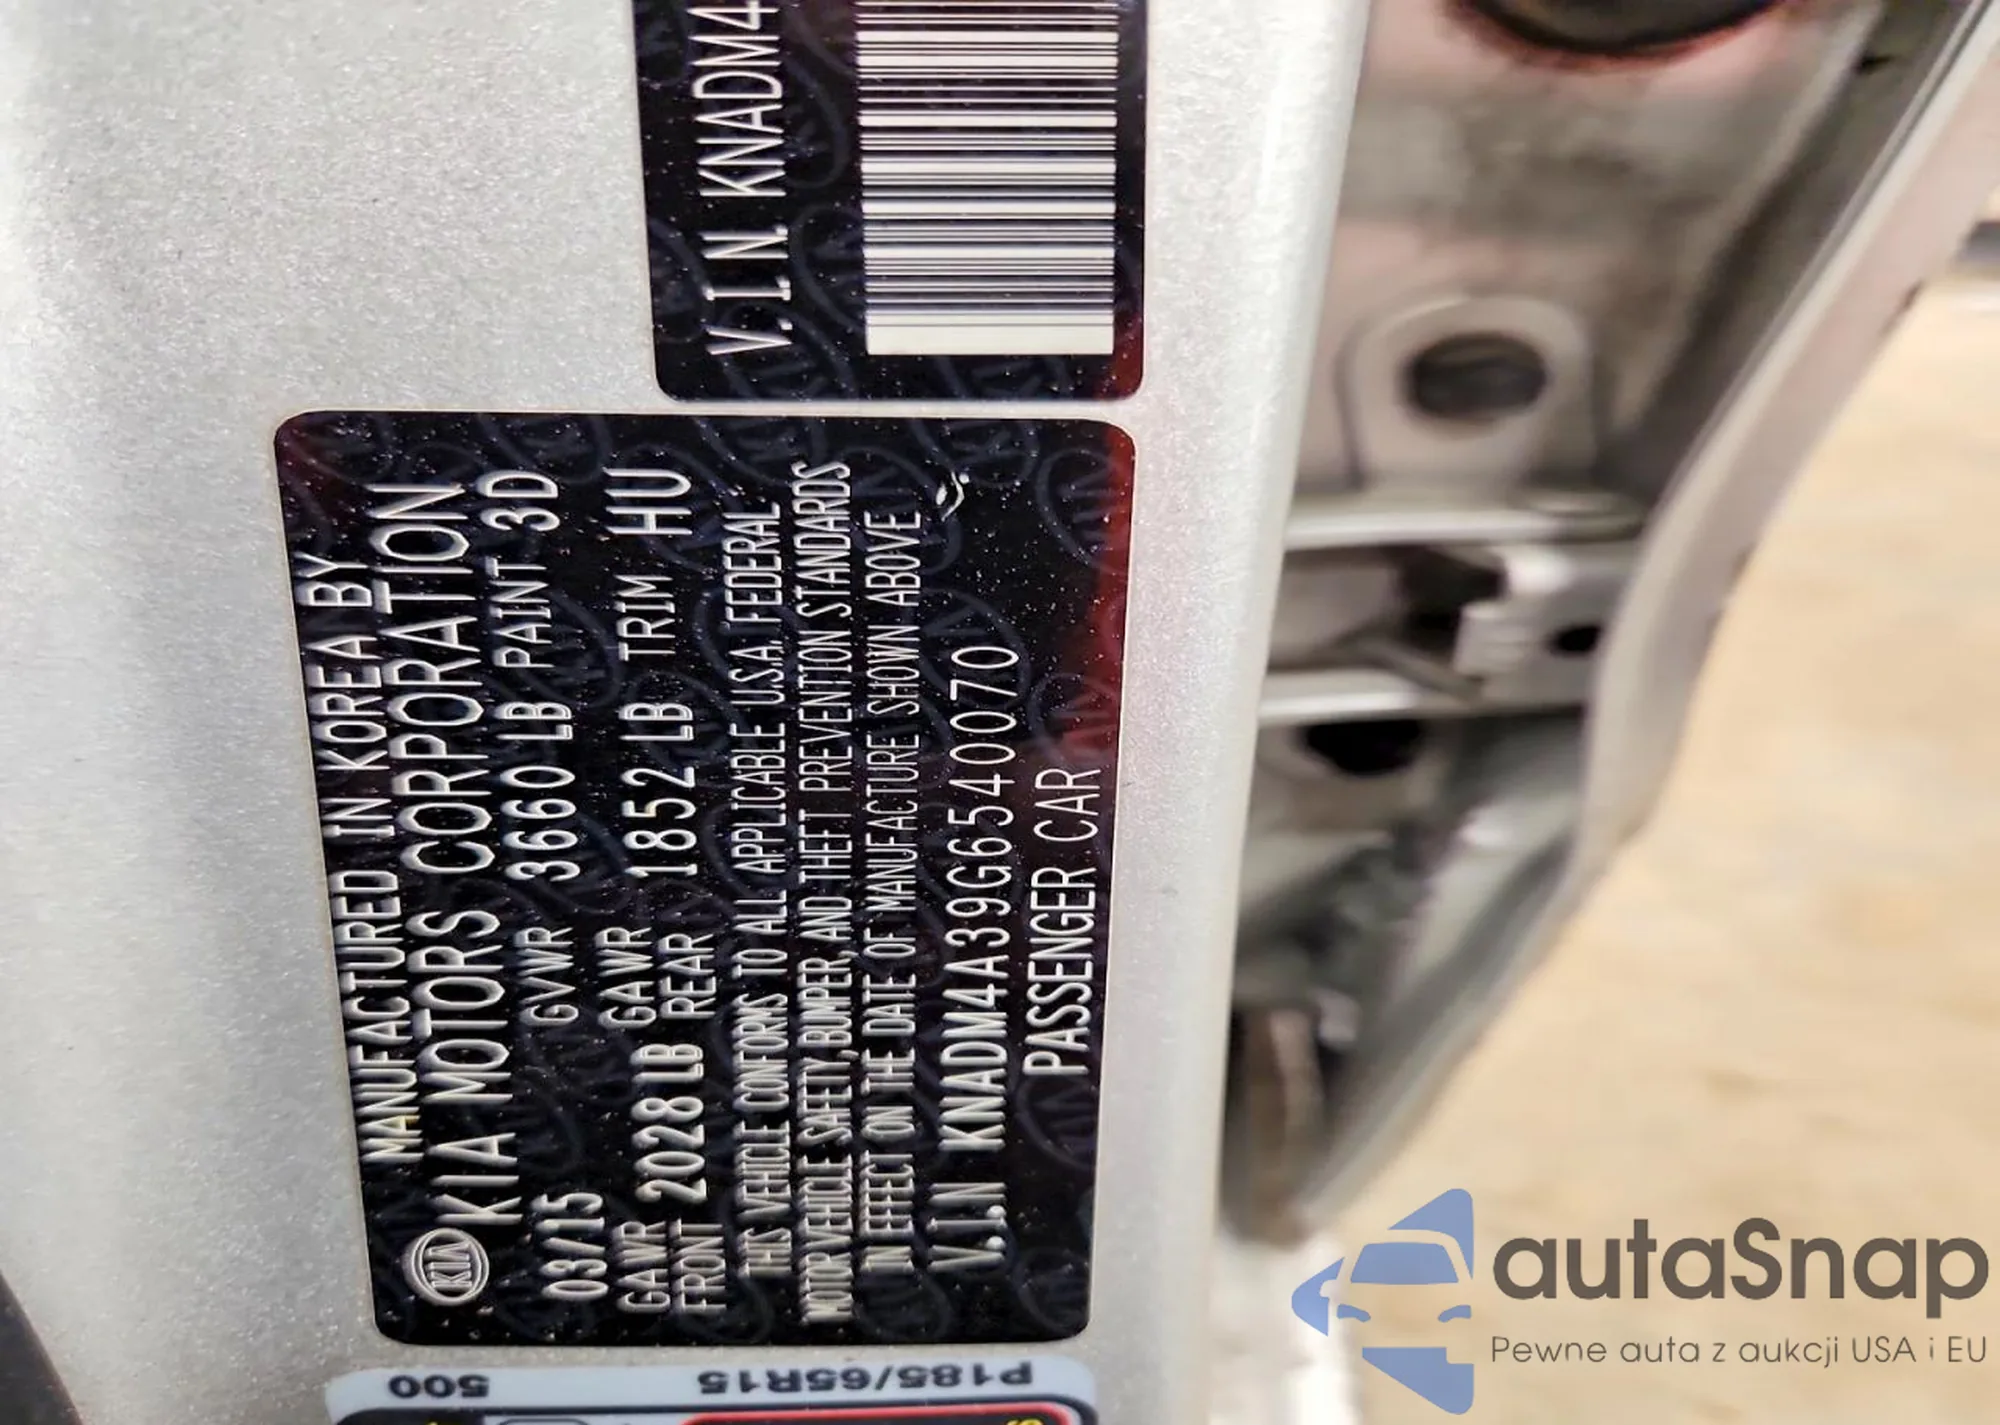 V.I.N KNADM4
MANUFACTURED IN KOREA BY
KIA KIA MOTORS CORPORATION
03/15 GVWR 3660 LB PAINT 3D
GAWR FRONT 2028 LB GAWR REAR 1852 LB TRIM HU
THIS VEHICLE CONFORMS TO ALL APPLICABLE U.S.A. FEDERAL
MOTOR VEHICLE SAFETY, BUMPER, AND THEFT PREVENTION STANDARDS
IN EFFECT ON THE DATE OF MANUFACTURE SHOWN ABOVE
V.I.N KNADM4A39G6540070
PASSENGER CAR
P185/65R15 500
autaSnap
Pewne auta z aukcji USA i EU